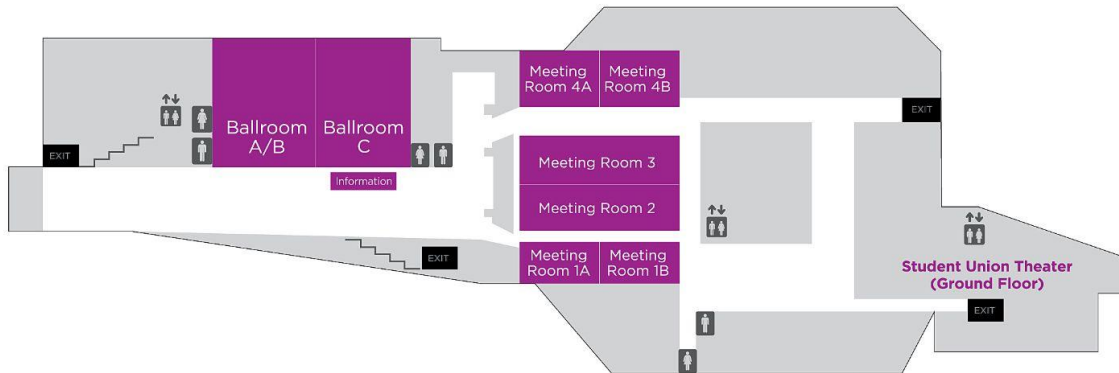 Meeting
Room 4A
Meeting
Room 4B
EXIT
Ballroom
A/B
Ballroom
C
EXIT
Meeting Room 3
Information
Meeting Room 2
Meeting
Room 1A
Meeting
Room 1B
EXIT
Student Union Theater
(Ground Floor)
EXIT